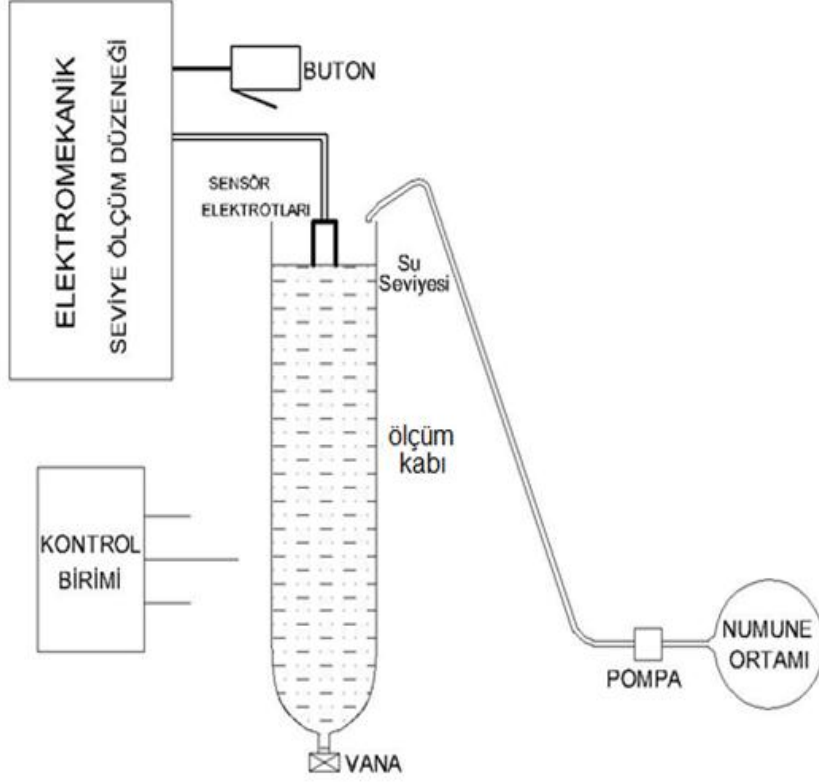 ELEKTROMEKANİK
SEVİYE ÖLÇÜM DÜZENEĞİ
BUTON
SENSÖR
ELEKTROTLARI
Su
Seviyesi
ölçüm
kabı
KONTROL
BİRİMİ
NUMUNE
ORTAMI
POMPA
VANA